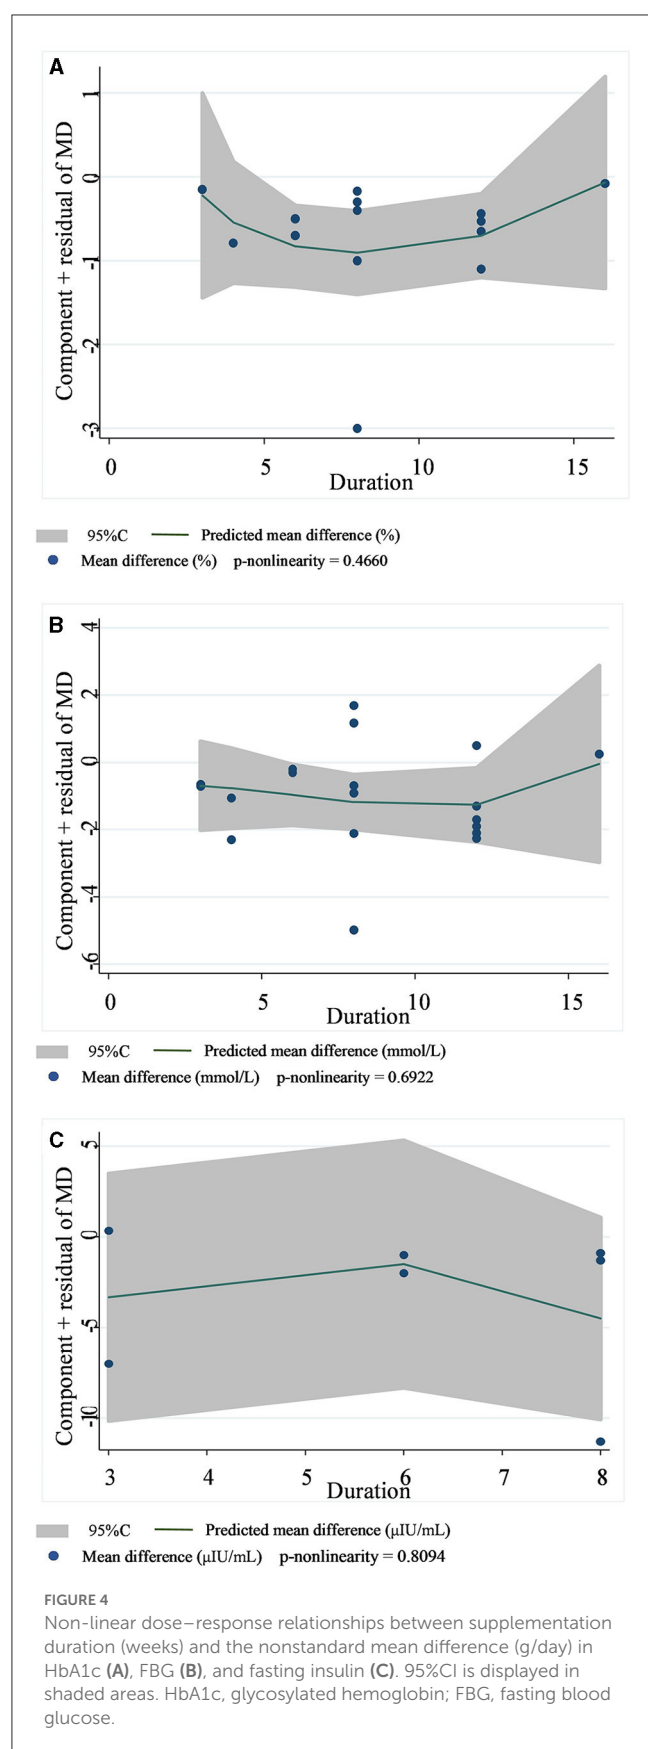 A
Component + residual of MD
1
0
-1
-2
-3
0 5 10 15
Duration
95%C Predicted mean difference (%)
Mean difference (%) p-nonlinearity = 0.4660
B
Component + residual of MD
4
2
0
-2
-4
-6
0 5 10 15
Duration
95%C Predicted mean difference (mmol/L)
Mean difference (mmol/L) p-nonlinearity = 0.6922
C
Component + residual of MD
5
0
-5
-10
3 4 5 6 7 8
Duration
95%C Predicted mean difference (μIU/mL)
Mean difference (μIU/mL) p-nonlinearity = 0.8094
FIGURE 4
Non-linear dose–response relationships between supplementation
duration (weeks) and the nonstandard mean difference (g/day) in
HbA1c (A), FBG (B), and fasting insulin (C). 95%CI is displayed in
shaded areas. HbA1c, glycosylated hemoglobin; FBG, fasting blood
glucose.